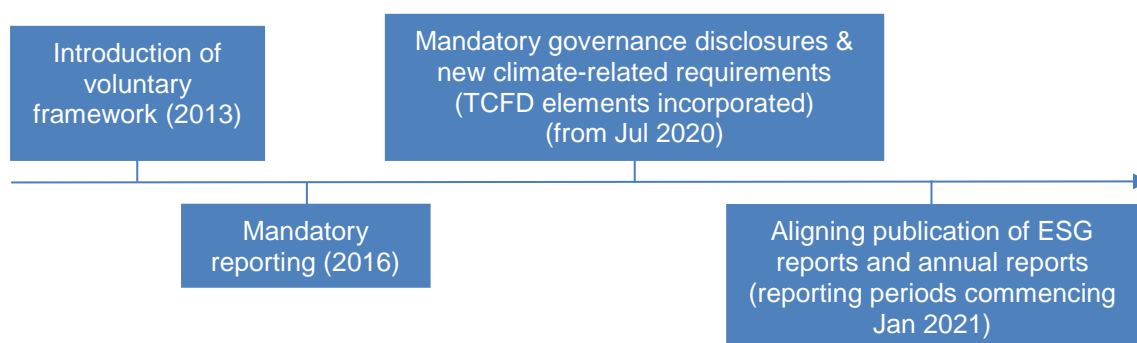 Introduction of
voluntary
framework (2013)
Mandatory governance disclosures &
new climate-related requirements
(TCFD elements incorporated)
(from Jul 2020)
Mandatory
reporting (2016)
Aligning publication of ESG
reports and annual reports
(reporting periods commencing
Jan 2021)